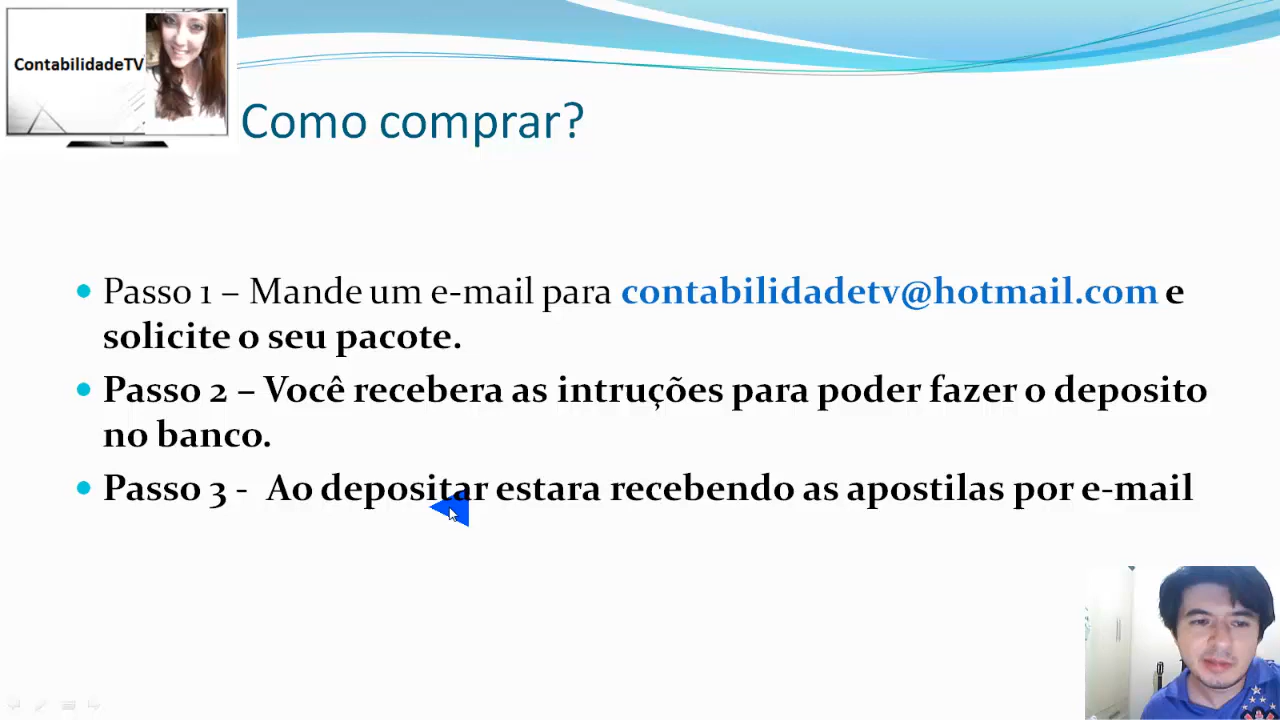 ContabilidadeTV
Como comprar?
Passo 1 – Mande um e-mail para contabilidadetv@hotmail.com e
solicite o seu pacote.
Passo 2 – Você recebera as intruções para poder fazer o deposito
no banco.
Passo 3 - Ao depositar estara recebendo as apostilas por e-mail